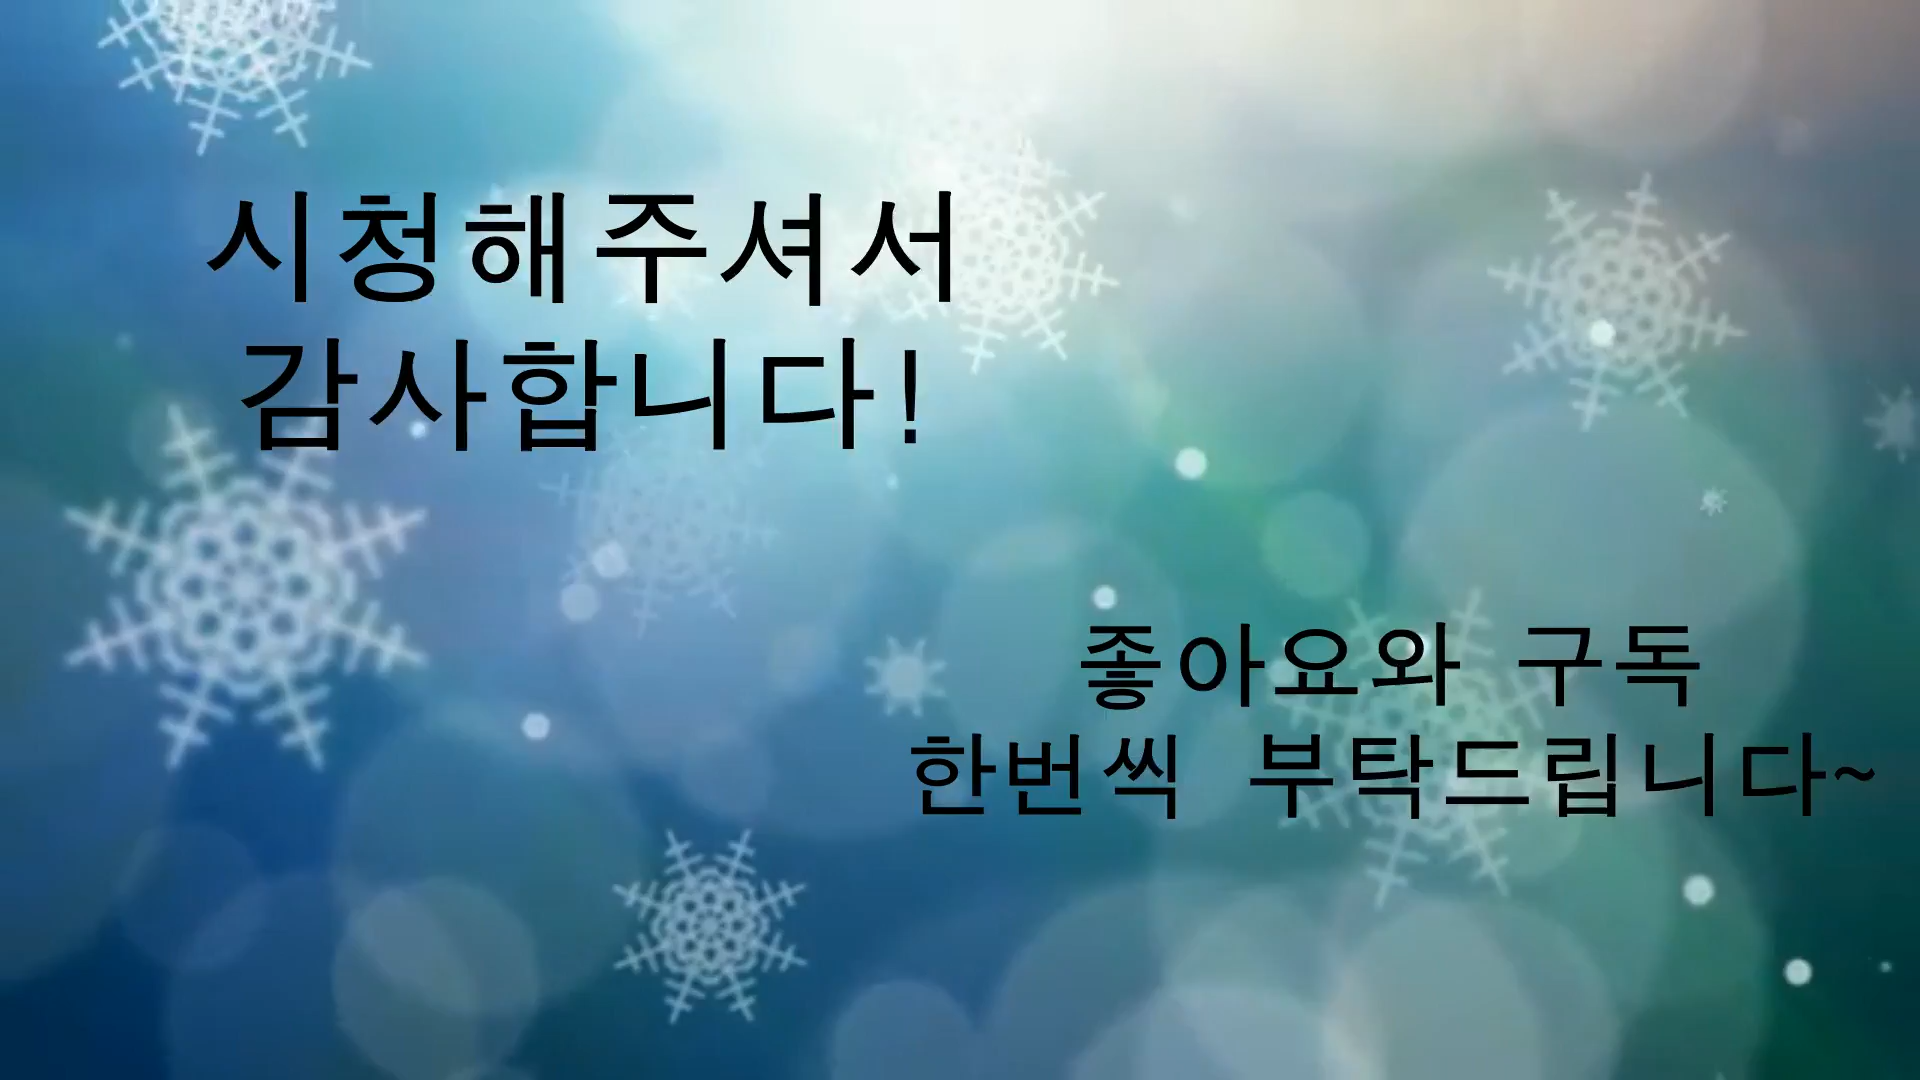 시청해주셔서
감사합니다!
좋아요와 구독
한번씩 부탁드립니다~